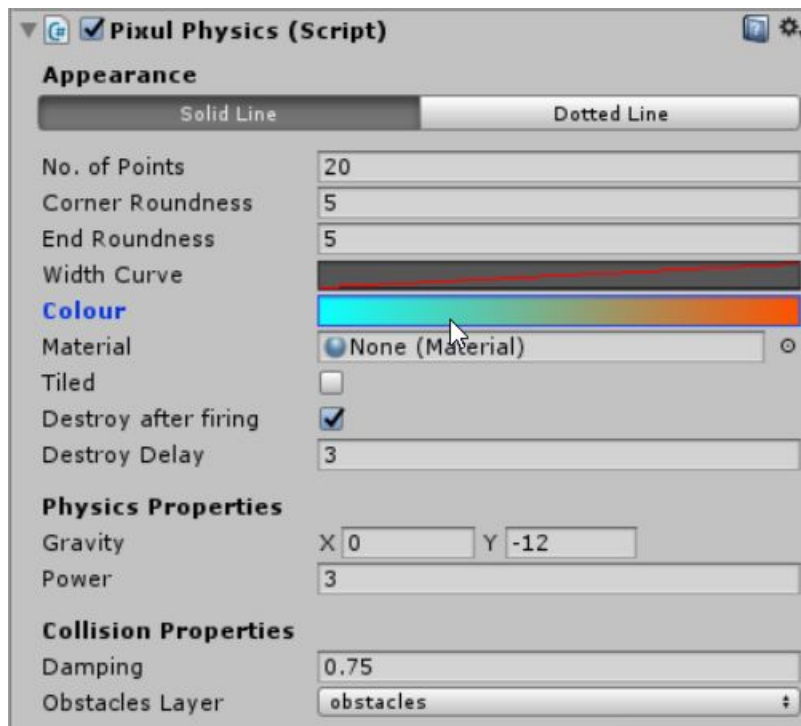 Pixul Physics (Script)
Appearance
Solid Line Dotted Line
No. of Points 20
Corner Roundness 5
End Roundness 5
Width Curve
Colour
Material None (Material)
Tiled
Destroy after firing
Destroy Delay 3
Physics Properties
Gravity X 0 Y -12
Power 3
Collision Properties
Damping 0.75
Obstacles Layer obstacles